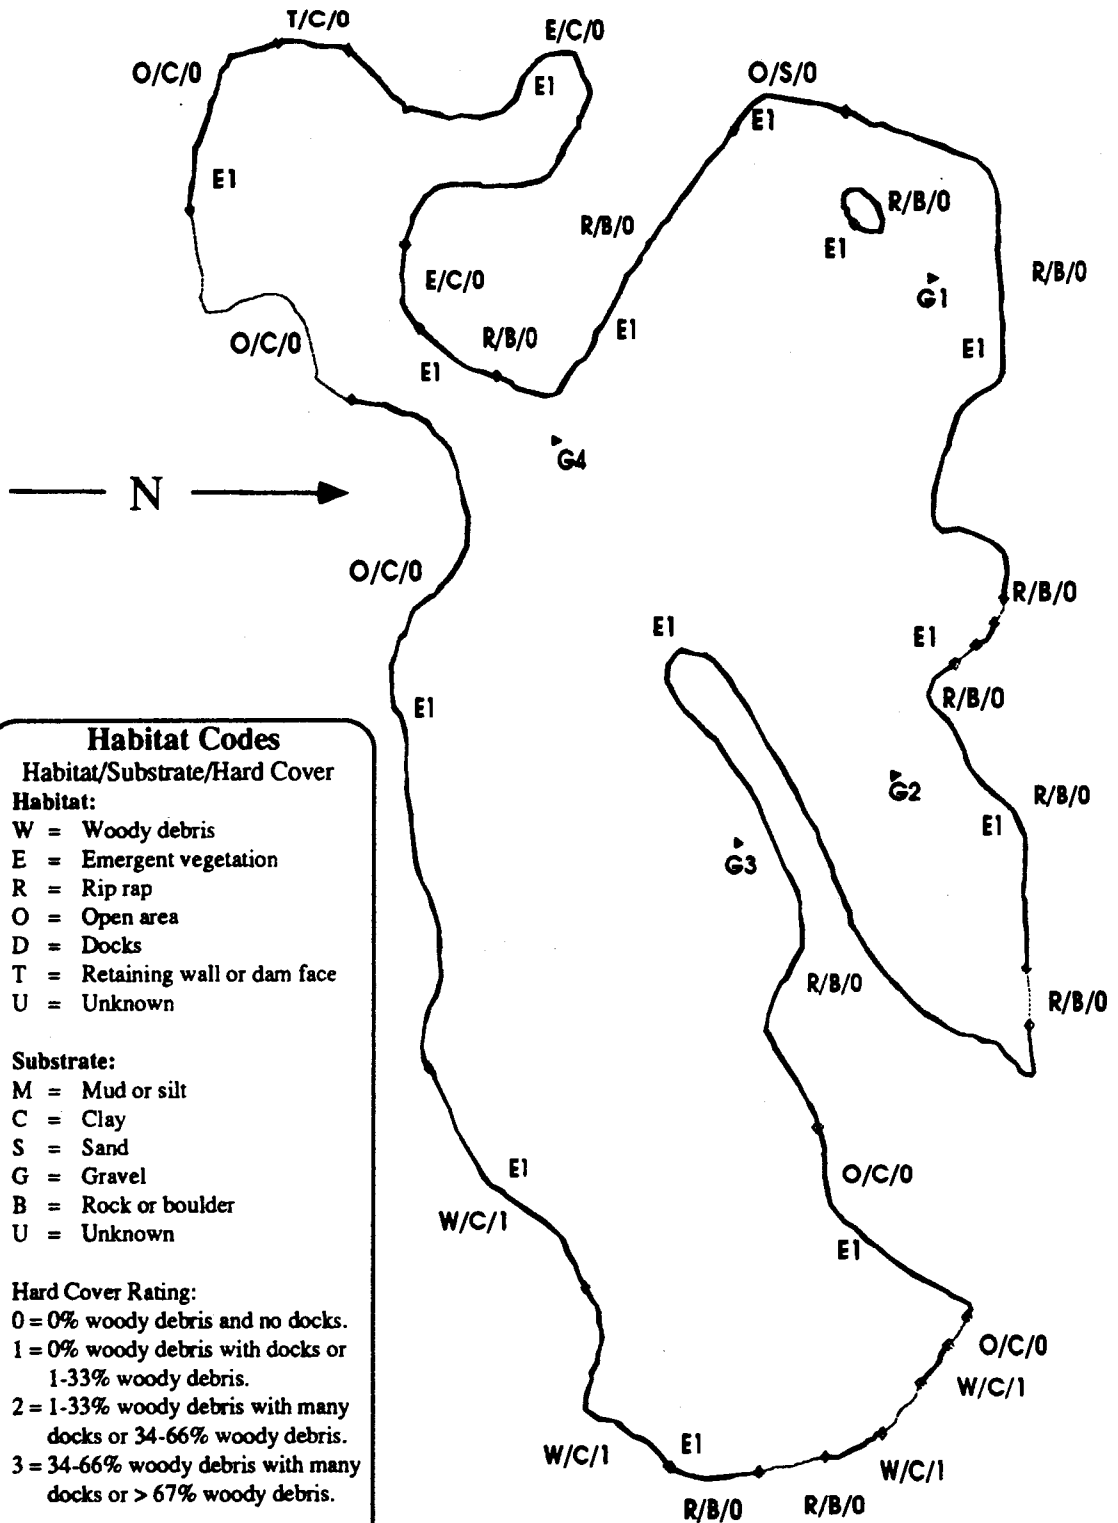 T/C/0
E/C/0
O/C/0
O/S/0
E1
E1
E1
R/B/0
R/B/0
E1
E/C/0
G1
R/B/0
O/C/0
R/B/0
E1
E1
E1
G4
N
O/C/0
R/B/0
E1
E1
R/B/0
E1
G2
R/B/0
E1
G3
R/B/0
R/B/0
E1
O/C/0
W/C/1
E1
O/C/0
W/C/1
E1
W/C/1
W/C/1
R/B/0
R/B/0
Habitat Codes
Habitat/Substrate/Hard Cover
Habitat:
W = Woody debris
E = Emergent vegetation
R = Rip rap
O = Open area
D = Docks
T = Retaining wall or dam face
U = Unknown
Substrate:
M = Mud or silt
C = Clay
S = Sand
G = Gravel
B = Rock or boulder
U = Unknown
Hard Cover Rating:
0 = 0% woody debris and no docks.
1 = 0% woody debris with docks or
1-33% woody debris.
2 = 1-33% woody debris with many
docks or 34-66% woody debris.
3 = 34-66% woody debris with many
docks or > 67% woody debris.